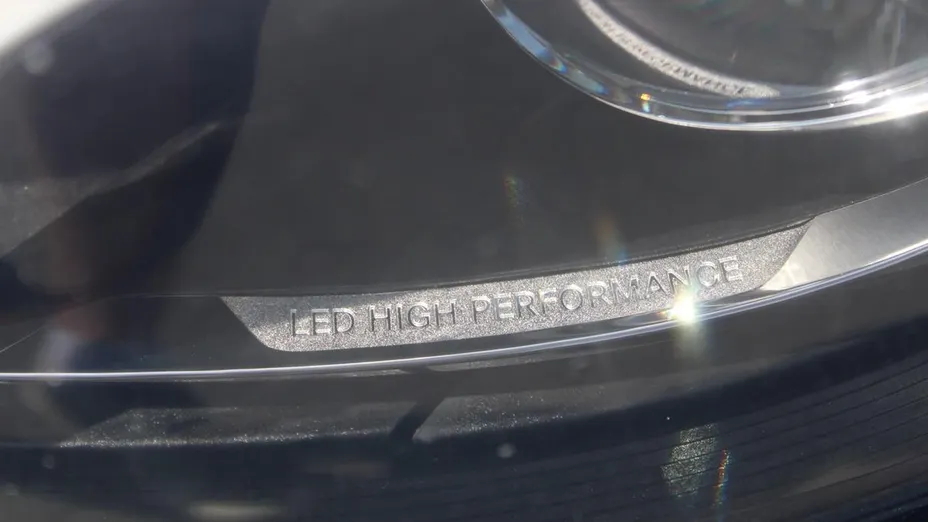 LED HIGH PERFORMANCE